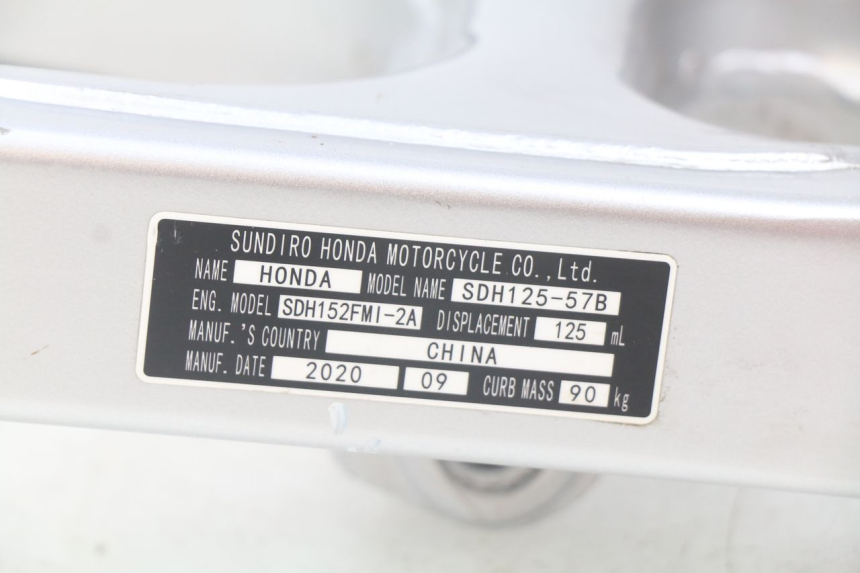 SUNDIRO HONDA MOTORCYCLE CO., Ltd.
NAME HONDA MODEL NAME SDH125-57B
ENG. MODEL SDH152FMI-2A DISPLACEMENT 125 mL
MANUF.'S COUNTRY CHINA
MANUF. DATE 2020 09 CURB MASS 90 kg